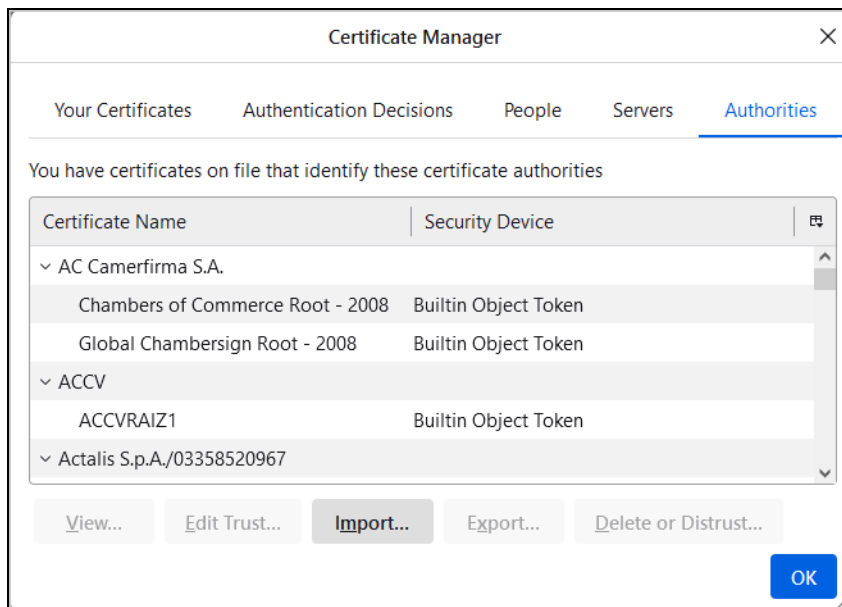 Certificate Manager
Your Certificates Authentication Decisions People Servers Authorities
You have certificates on file that identify these certificate authorities
Certificate Name Security Device
AC Camerfirma S.A.
Chambers of Commerce Root - 2008 Builtin Object Token
Global Chambersign Root - 2008 Builtin Object Token
ACCV
ACCVRAIZ1 Builtin Object Token
Actalis S.p.A./03358520967
View... Edit Trust... Import... Export... Delete or Distrust...
OK